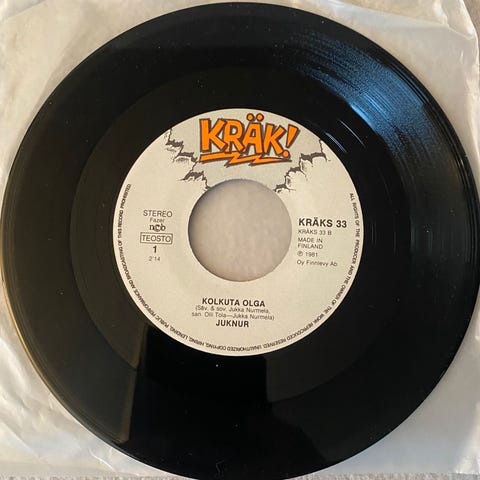 KRÄK!
STEREO
Fazer
ncb
TEOSTO
1
2'14
KRÄKS 33
KRÄKS 33 B
MADE IN
FINLAND
℗ 1981
Oy Finnlevy Ab.
KOLKUTA OLGA
(Säv. & sov. Jukka Nurmela,
san. Olli Tola—Jukka Nurmela)
JUKNUR
ALL RIGHTS OF THE PRODUCER AND THE OWNER OF THE WORK REPRODUCED RESERVED. UNAUTHORIZED COPYING, HIRING, LENDING, PUBLIC PERFORMANCE AND BROADCASTING OF THIS RECORD PROHIBITED.